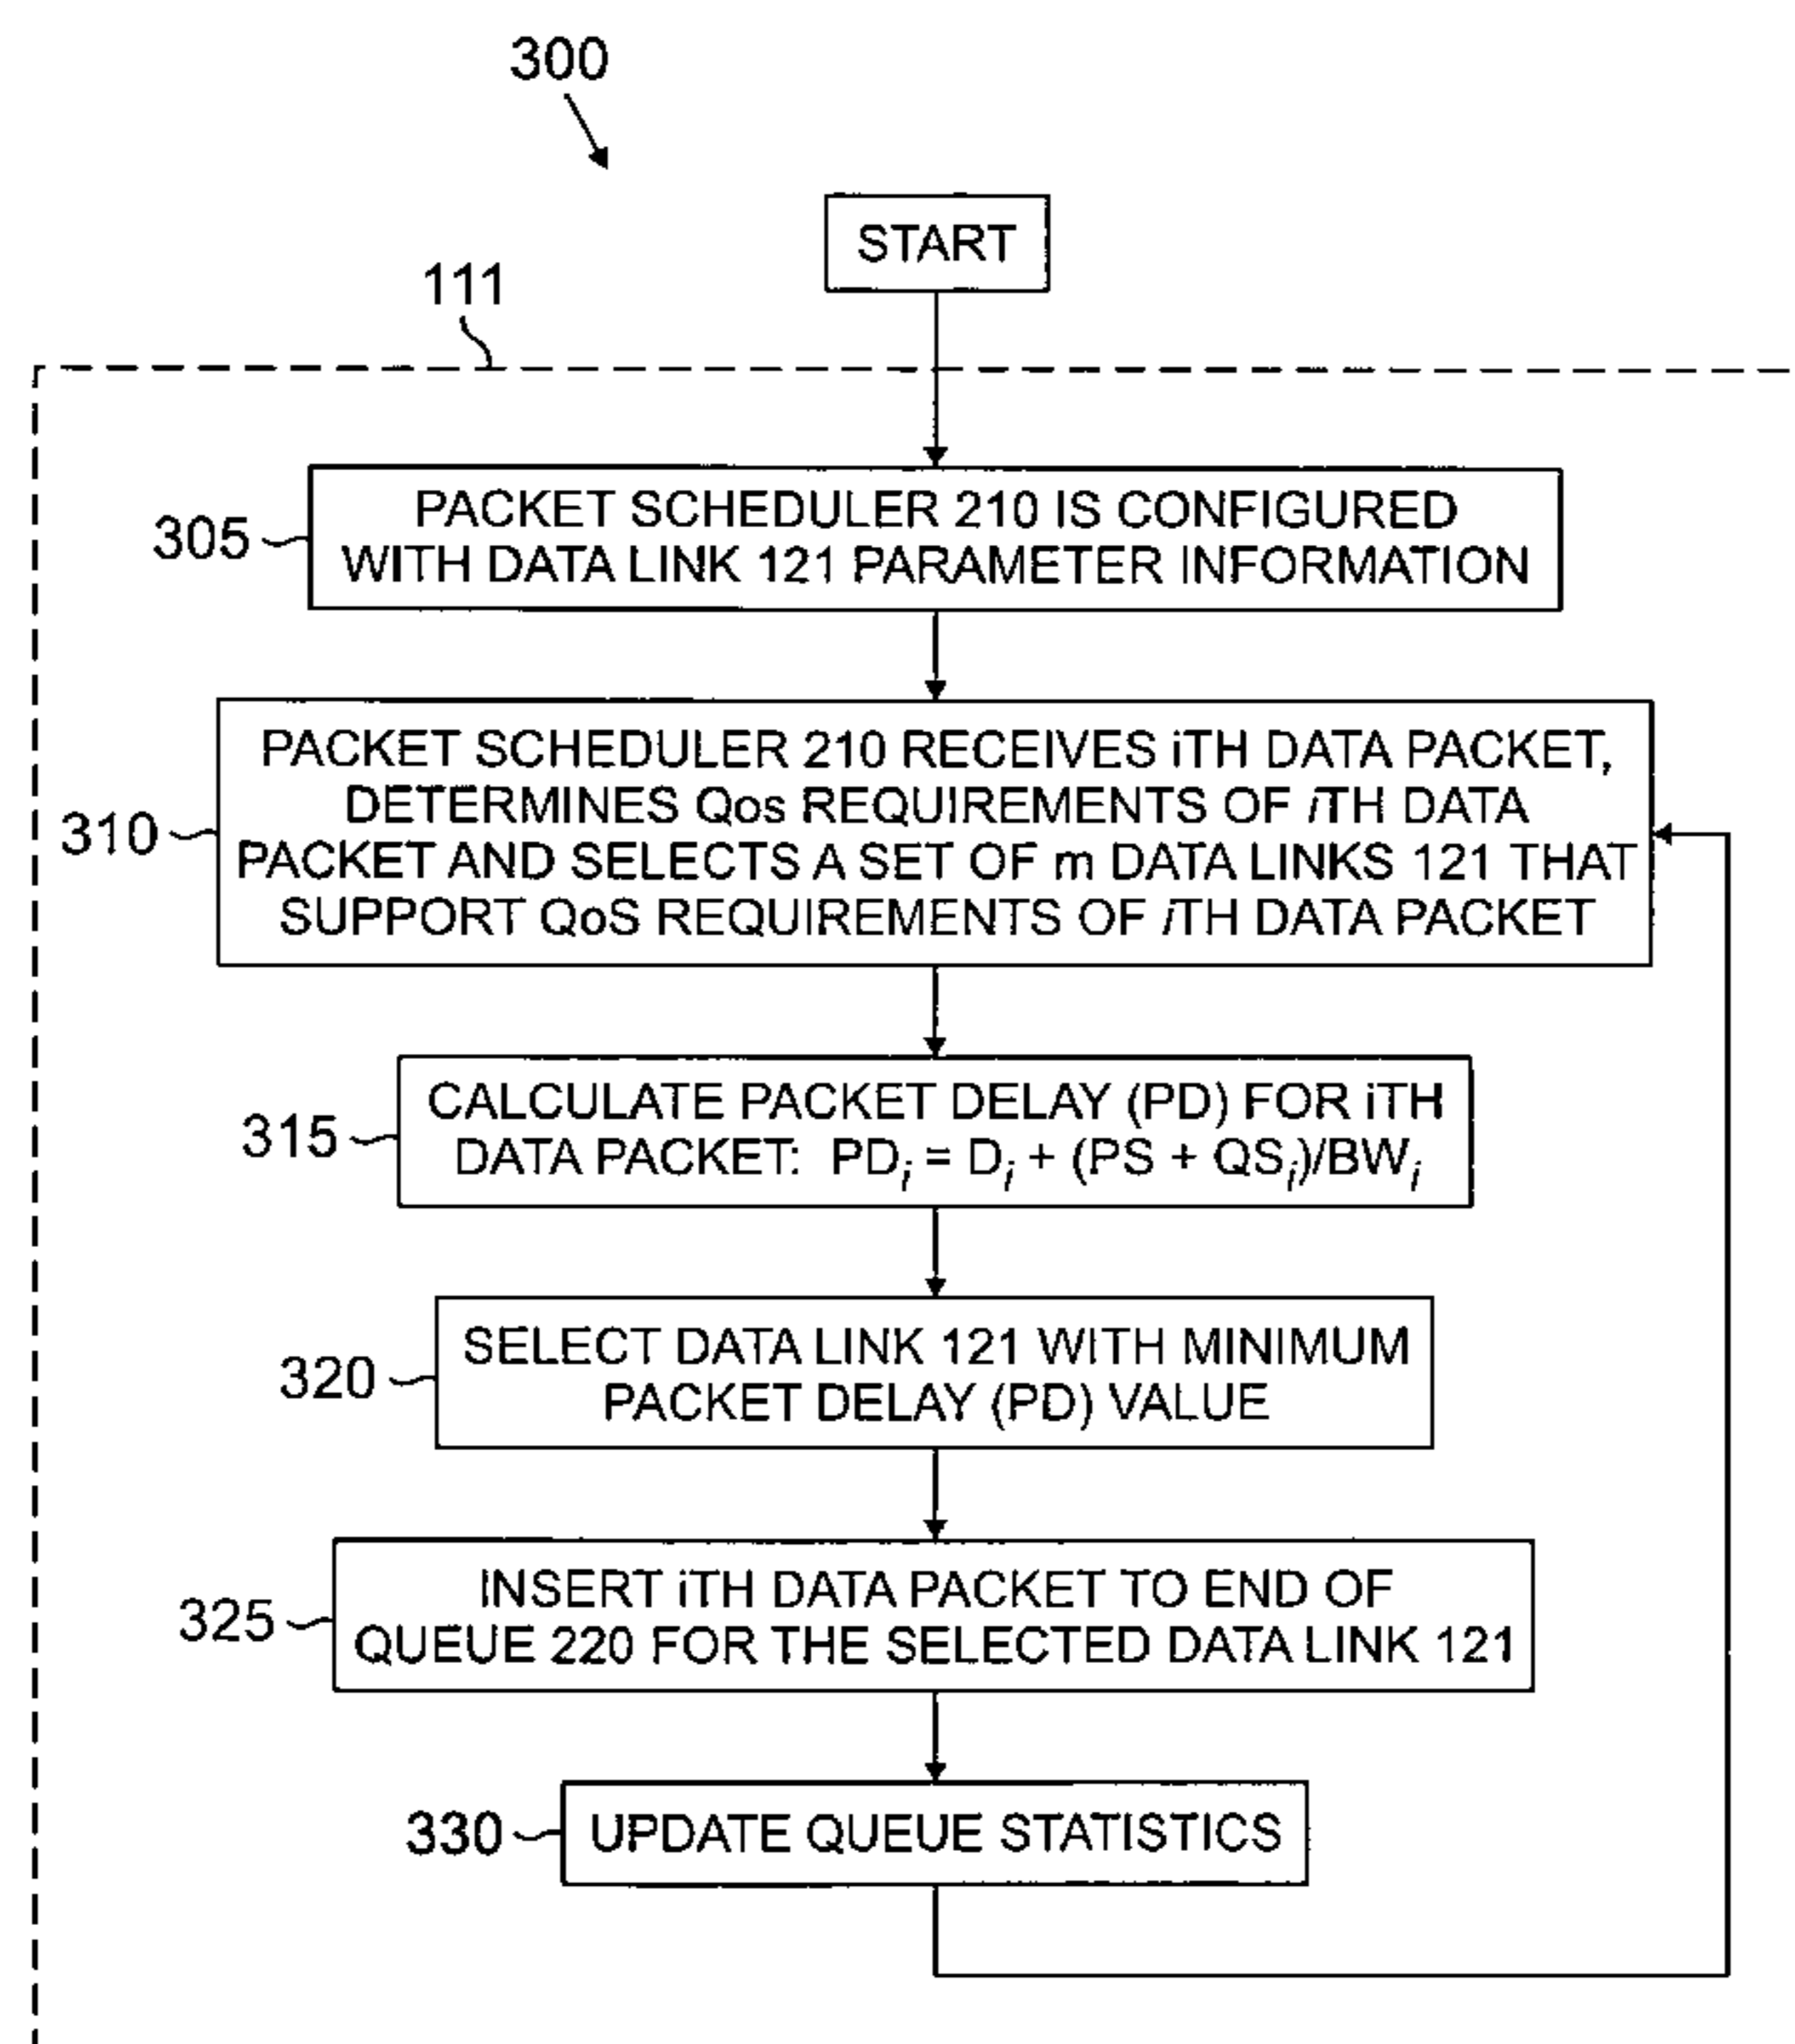 300
START
111
305
PACKET SCHEDULER 210 IS CONFIGURED
WITH DATA LINK 121 PARAMETER INFORMATION
310
PACKET SCHEDULER 210 RECEIVES iTH DATA PACKET,
DETERMINES Qos REQUIREMENTS OF iTH DATA
PACKET AND SELECTS A SET OF m DATA LINKS 121 THAT
SUPPORT QoS REQUIREMENTS OF iTH DATA PACKET
315
CALCULATE PACKET DELAY (PD) FOR iTH
DATA PACKET: PD_i = D_i + (PS + QS_i)/BW_i
320
SELECT DATA LINK 121 WITH MINIMUM
PACKET DELAY (PD) VALUE
325
INSERT iTH DATA PACKET TO END OF
QUEUE 220 FOR THE SELECTED DATA LINK 121
330
UPDATE QUEUE STATISTICS